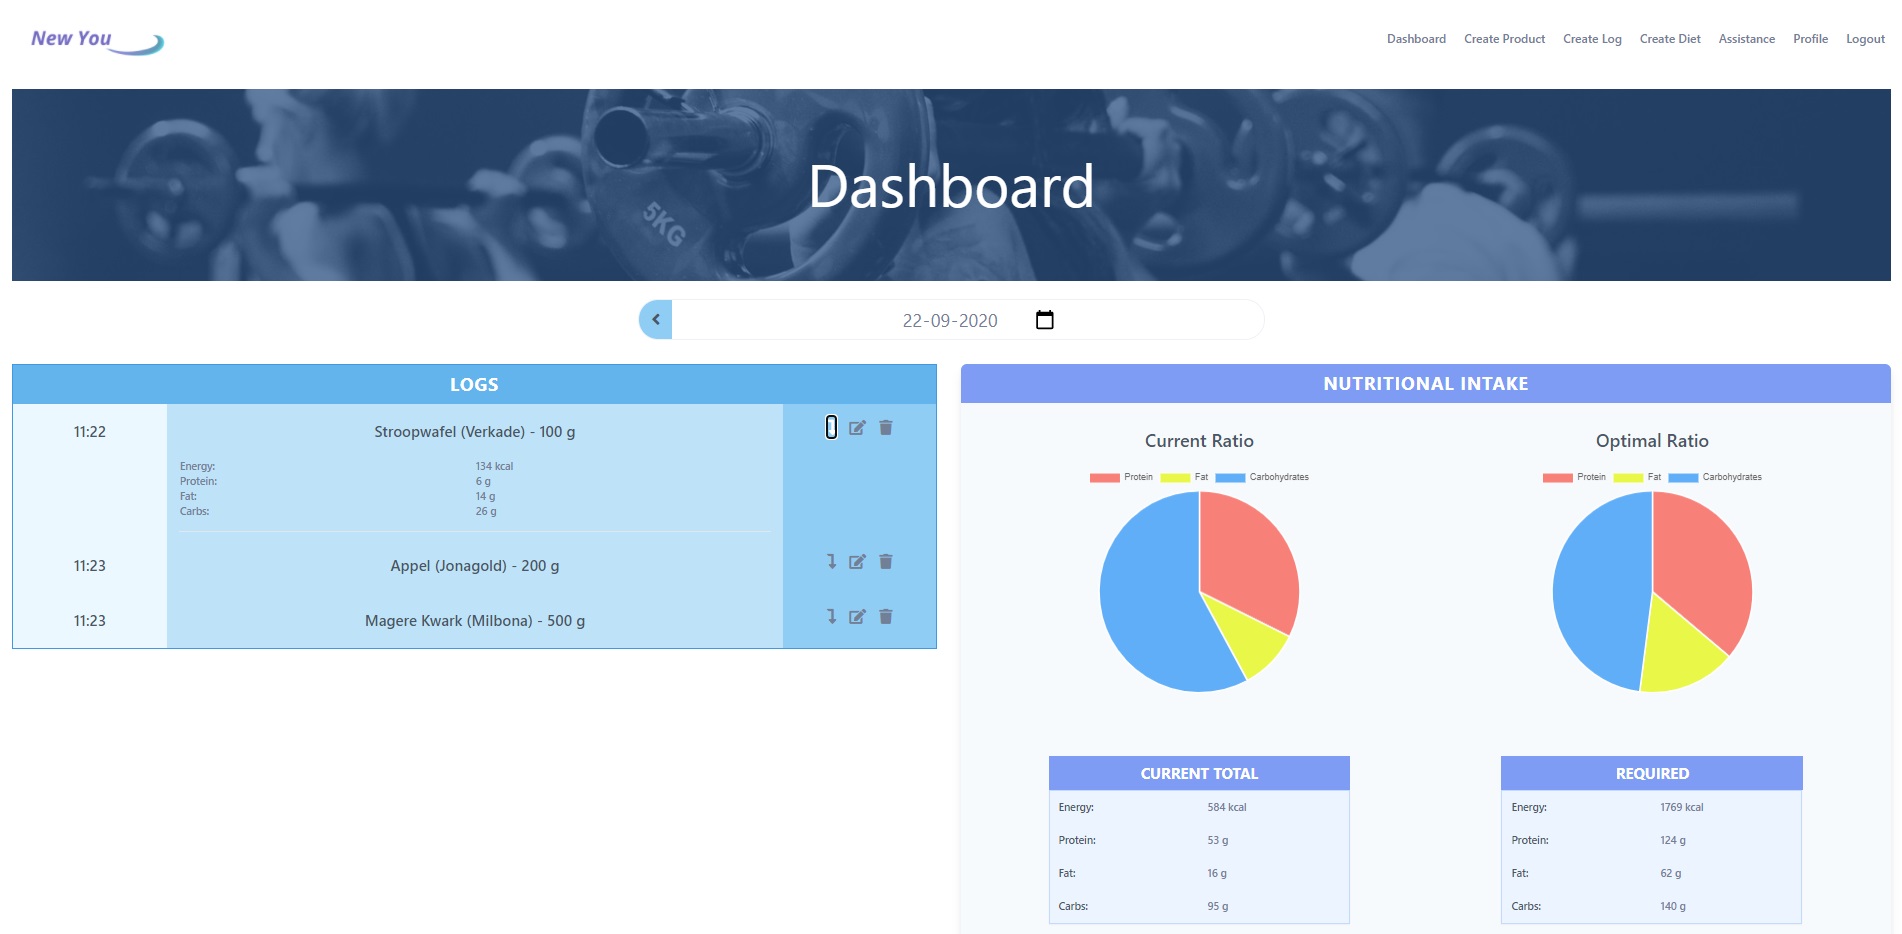 New You
Dashboard Create Product Create Log Create Diet Assistance Profile Logout
5KG
Dashboard
22-09-2020
LOGS
11:22 Stroopwafel (Verkade) - 100 g
Energy: 134 kcal
Protein: 6 g
Fat: 14 g
Carbs: 26 g
11:23 Appel (Jonagold) - 200 g
11:23 Magere Kwark (Milbona) - 500 g
NUTRITIONAL INTAKE
Current Ratio
Protein Fat Carbohydrates
Optimal Ratio
Protein Fat Carbohydrates
CURRENT TOTAL
Energy: 584 kcal
Protein: 53 g
Fat: 16 g
Carbs: 95 g
REQUIRED
Energy: 1769 kcal
Protein: 124 g
Fat: 62 g
Carbs: 140 g